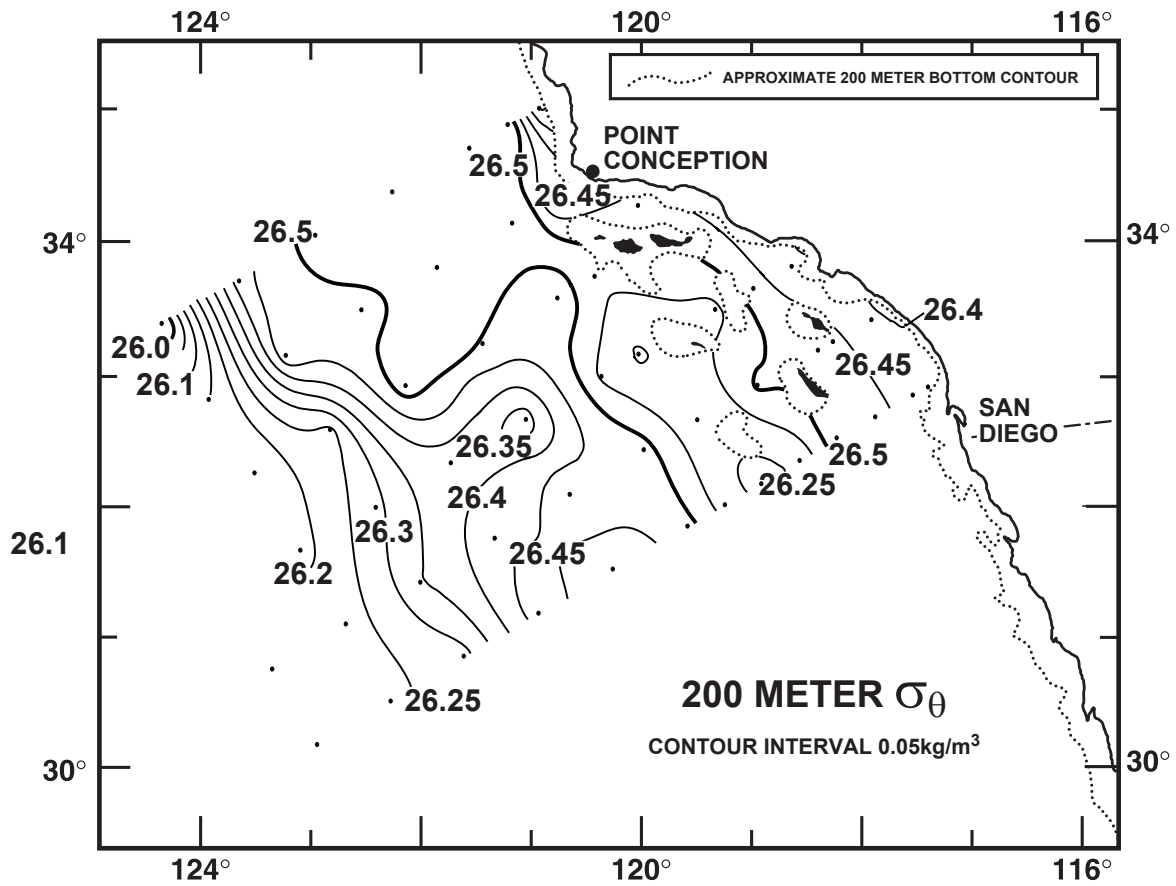 124° 120° 116°
APPROXIMATE 200 METER BOTTOM CONTOUR
POINT
CONCEPTION
26.5
26.45
26.5
34° 34°
26.4
26.0
26.1
26.45
SAN
DIEGO
26.35
26.5
26.25
26.4
26.3
26.1
26.45
26.2
26.25
200 METER σθ
CONTOUR INTERVAL 0.05kg/m³
30° 30°
124° 120° 116°